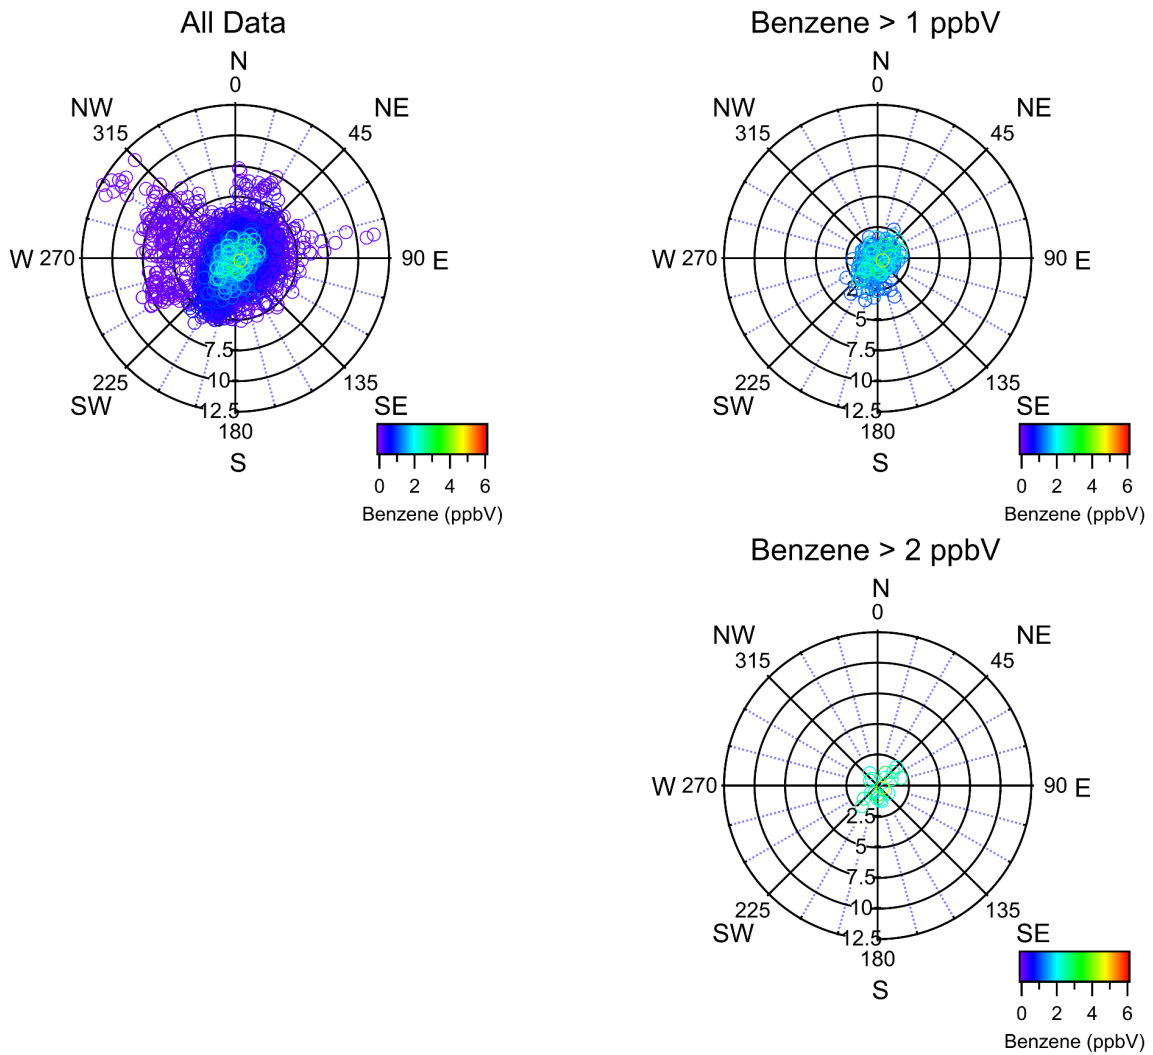 All Data
N
0
NW
NE
315
45
W 270
90 E
7.5
10
12.5
225
135
SW
SE
180
S
0 2 4 6
Benzene (ppbV)
Benzene > 1 ppbV
N
0
NW
NE
315
45
W 270
90 E
5
7.5
10
12.5
225
135
SW
SE
180
S
0 2 4 6
Benzene (ppbV)
Benzene > 2 ppbV
N
0
NW
NE
315
45
W 270
90 E
2.5
5
7.5
10
12.5
225
135
SW
SE
180
S
0 2 4 6
Benzene (ppbV)